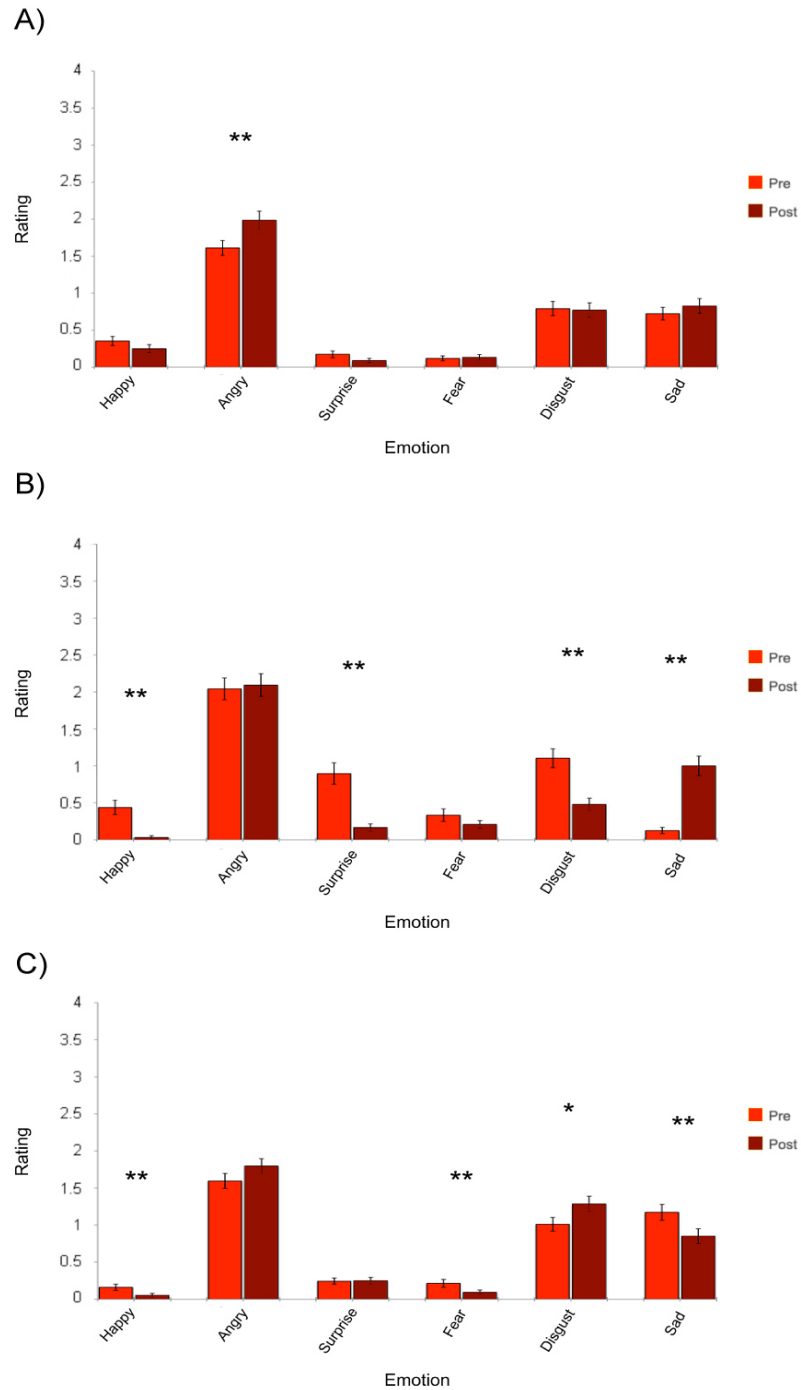 A)
4
3.5
3
2.5
2
1.5
1
0.5
0
Rating
**
Pre
Post
Happy
Angry
Surprise
Fear
Disgust
Sad
Emotion
B)
4
3.5
3
2.5
2
1.5
1
0.5
0
Rating
**
**
**
**
Pre
Post
Happy
Angry
Surprise
Fear
Disgust
Sad
Emotion
C)
4
3.5
3
2.5
2
1.5
1
0.5
0
Rating
**
**
*
**
Pre
Post
Happy
Angry
Surprise
Fear
Disgust
Sad
Emotion